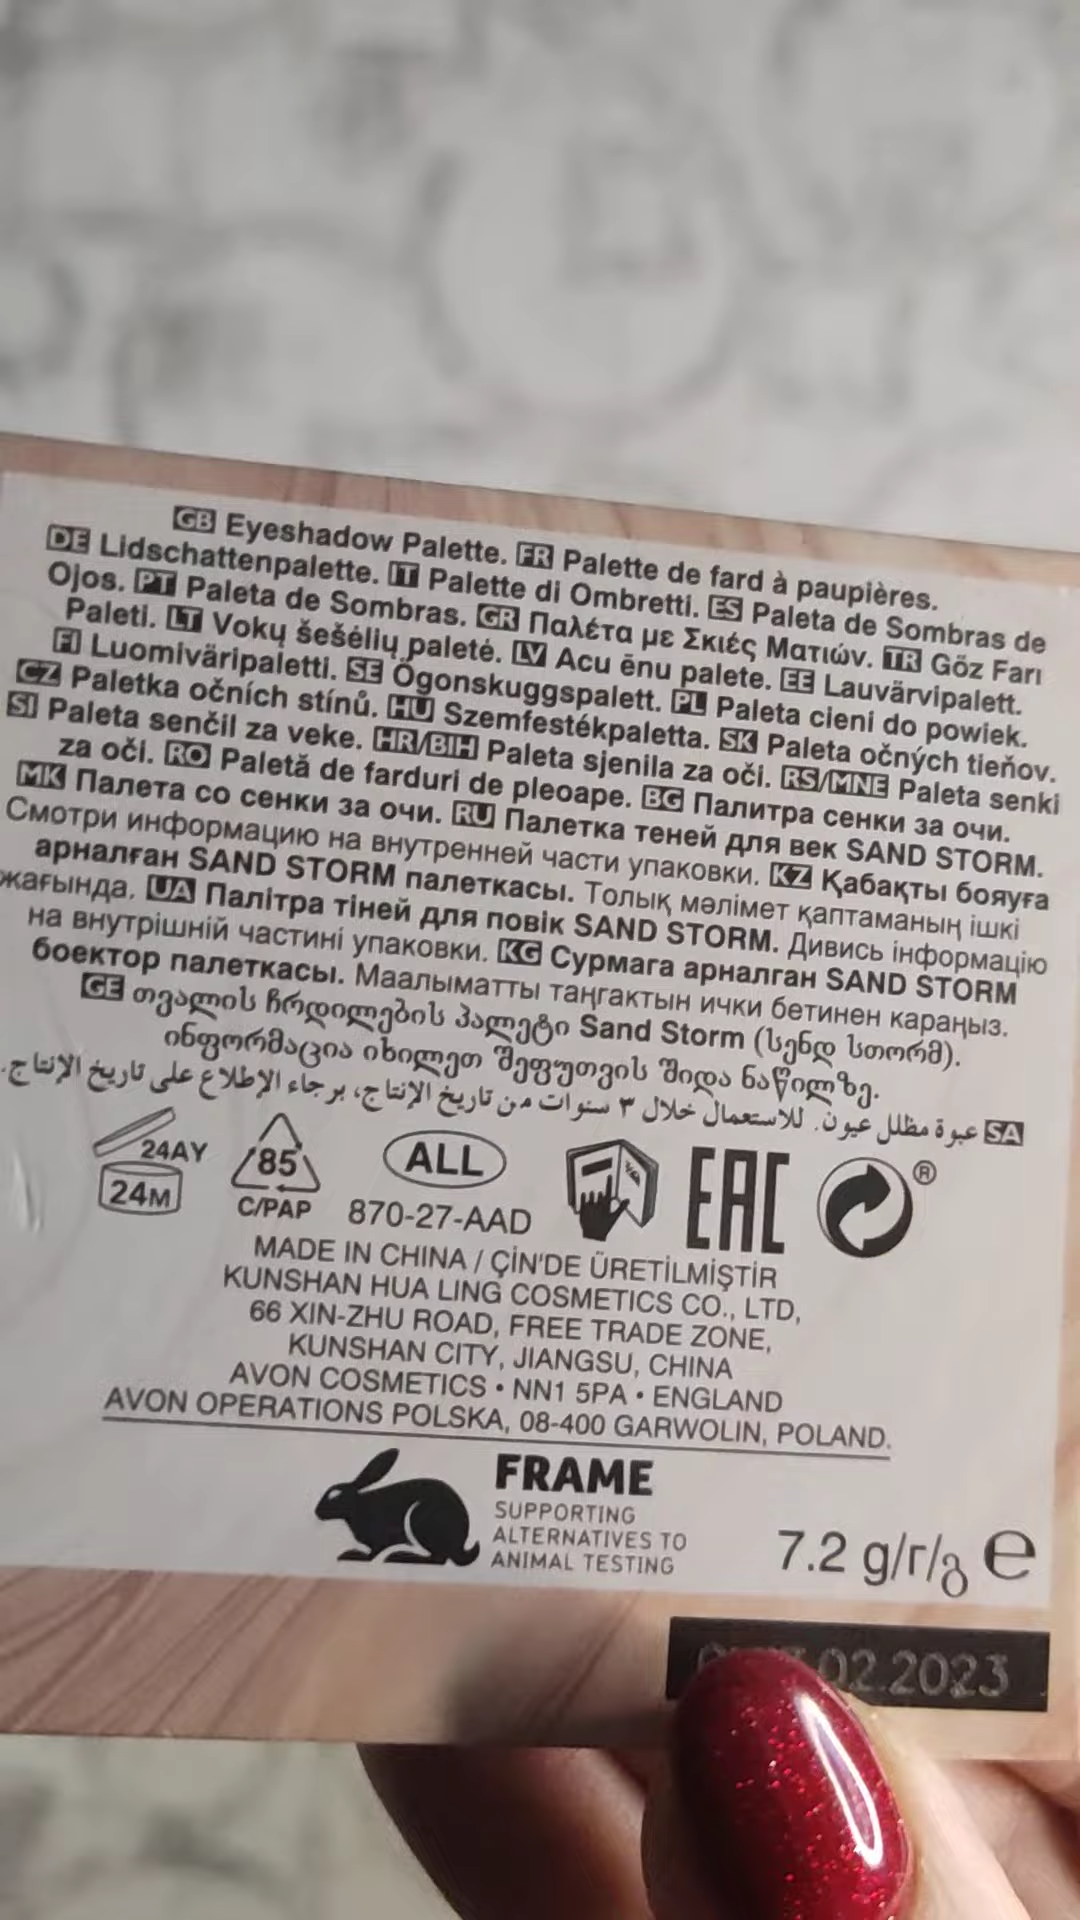 GB Eyeshadow Palette. FR Palette de fard à paupières.
DE Lidschattenpalette. IT Palette di Ombretti. ES Paleta de Sombras de
Ojos. PT Paleta de Sombras. GR Παλέτα με Σκιές Ματιών. TR Göz Farı
Paleti. LT Vokų šešėlių paletė. LV Acu ēnu palete. EE Lauvärvipalett.
FI Luomiväripaletti. SE Ögonskuggspalett. PL Paleta cieni do powiek.
CZ Paletka očních stínů. HU Szemfestékpaletta. SK Paleta očných tieňov.
SI Paleta senčil za veke. HR/BIH Paleta sjenila za oči. RS/MNE Paleta senki
za oči. RO Paletă de farduri de pleoape. BG Палитра сенки за очи.
MK Палета со сенки за очи. RU Палетка теней для век SAND STORM.
Смотри информацию на внутренней части упаковки. KZ Қабақты бояуға
арналған SAND STORM палеткасы. Толық мәлімет қаптаманың ішкі
жағында. UA Палітра тіней для повік SAND STORM. Дивись інформацію
на внутрішній частині упаковки. KG Сурмага арналган SAND STORM
боектор палеткасы. Маалыматты таңгактын ички бетинен караңыз.
GE თვალის ჩრდილების პალეტი Sand Storm (სენდ სთორმ).
ინფორმაცია იხილეთ შეფუთვის შიდა ნაწილზე.
SA عبوة مظلل عيون. للاستعمال خلال ٣ سنوات من تاريخ الإنتاج، برجاء الإطلاع على تاريخ الإنتاج.
24AY
24M
85
C/PAP
ALL
870-27-AAD
EAC
®
MADE IN CHINA / ÇİN'DE ÜRETİLMİŞTİR
KUNSHAN HUA LING COSMETICS CO., LTD,
66 XIN-ZHU ROAD, FREE TRADE ZONE,
KUNSHAN CITY, JIANGSU, CHINA
AVON COSMETICS • NN1 5PA • ENGLAND
AVON OPERATIONS POLSKA, 08-400 GARWOLIN, POLAND.
FRAME
SUPPORTING
ALTERNATIVES TO
ANIMAL TESTING
7.2 g/г/გ e
02.2023